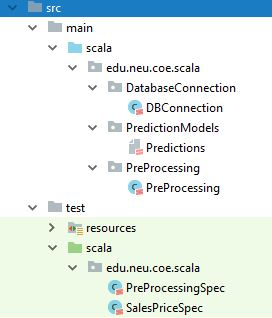 src
main
scala
edu.neu.coe.scala
DatabaseConnection
DBConnection
PredictionModels
Predictions
PreProcessing
PreProcessing
test
resources
scala
edu.neu.coe.scala
PreProcessingSpec
SalesPriceSpec